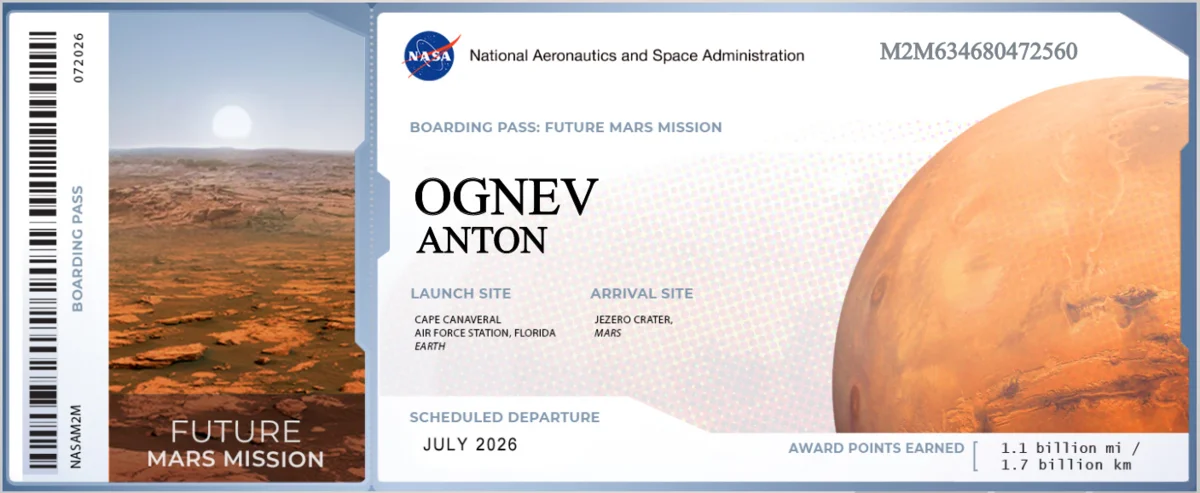 072026
BOARDING PASS
NASAM2M
FUTURE
MARS MISSION
NASA
National Aeronautics and Space Administration
M2M634680472560
BOARDING PASS: FUTURE MARS MISSION
OGNEV
ANTON
LAUNCH SITE
CAPE CANAVERAL
AIR FORCE STATION, FLORIDA
EARTH
ARRIVAL SITE
JEZERO CRATER,
MARS
SCHEDULED DEPARTURE
JULY 2026
AWARD POINTS EARNED
1.1 billion mi /
1.7 billion km